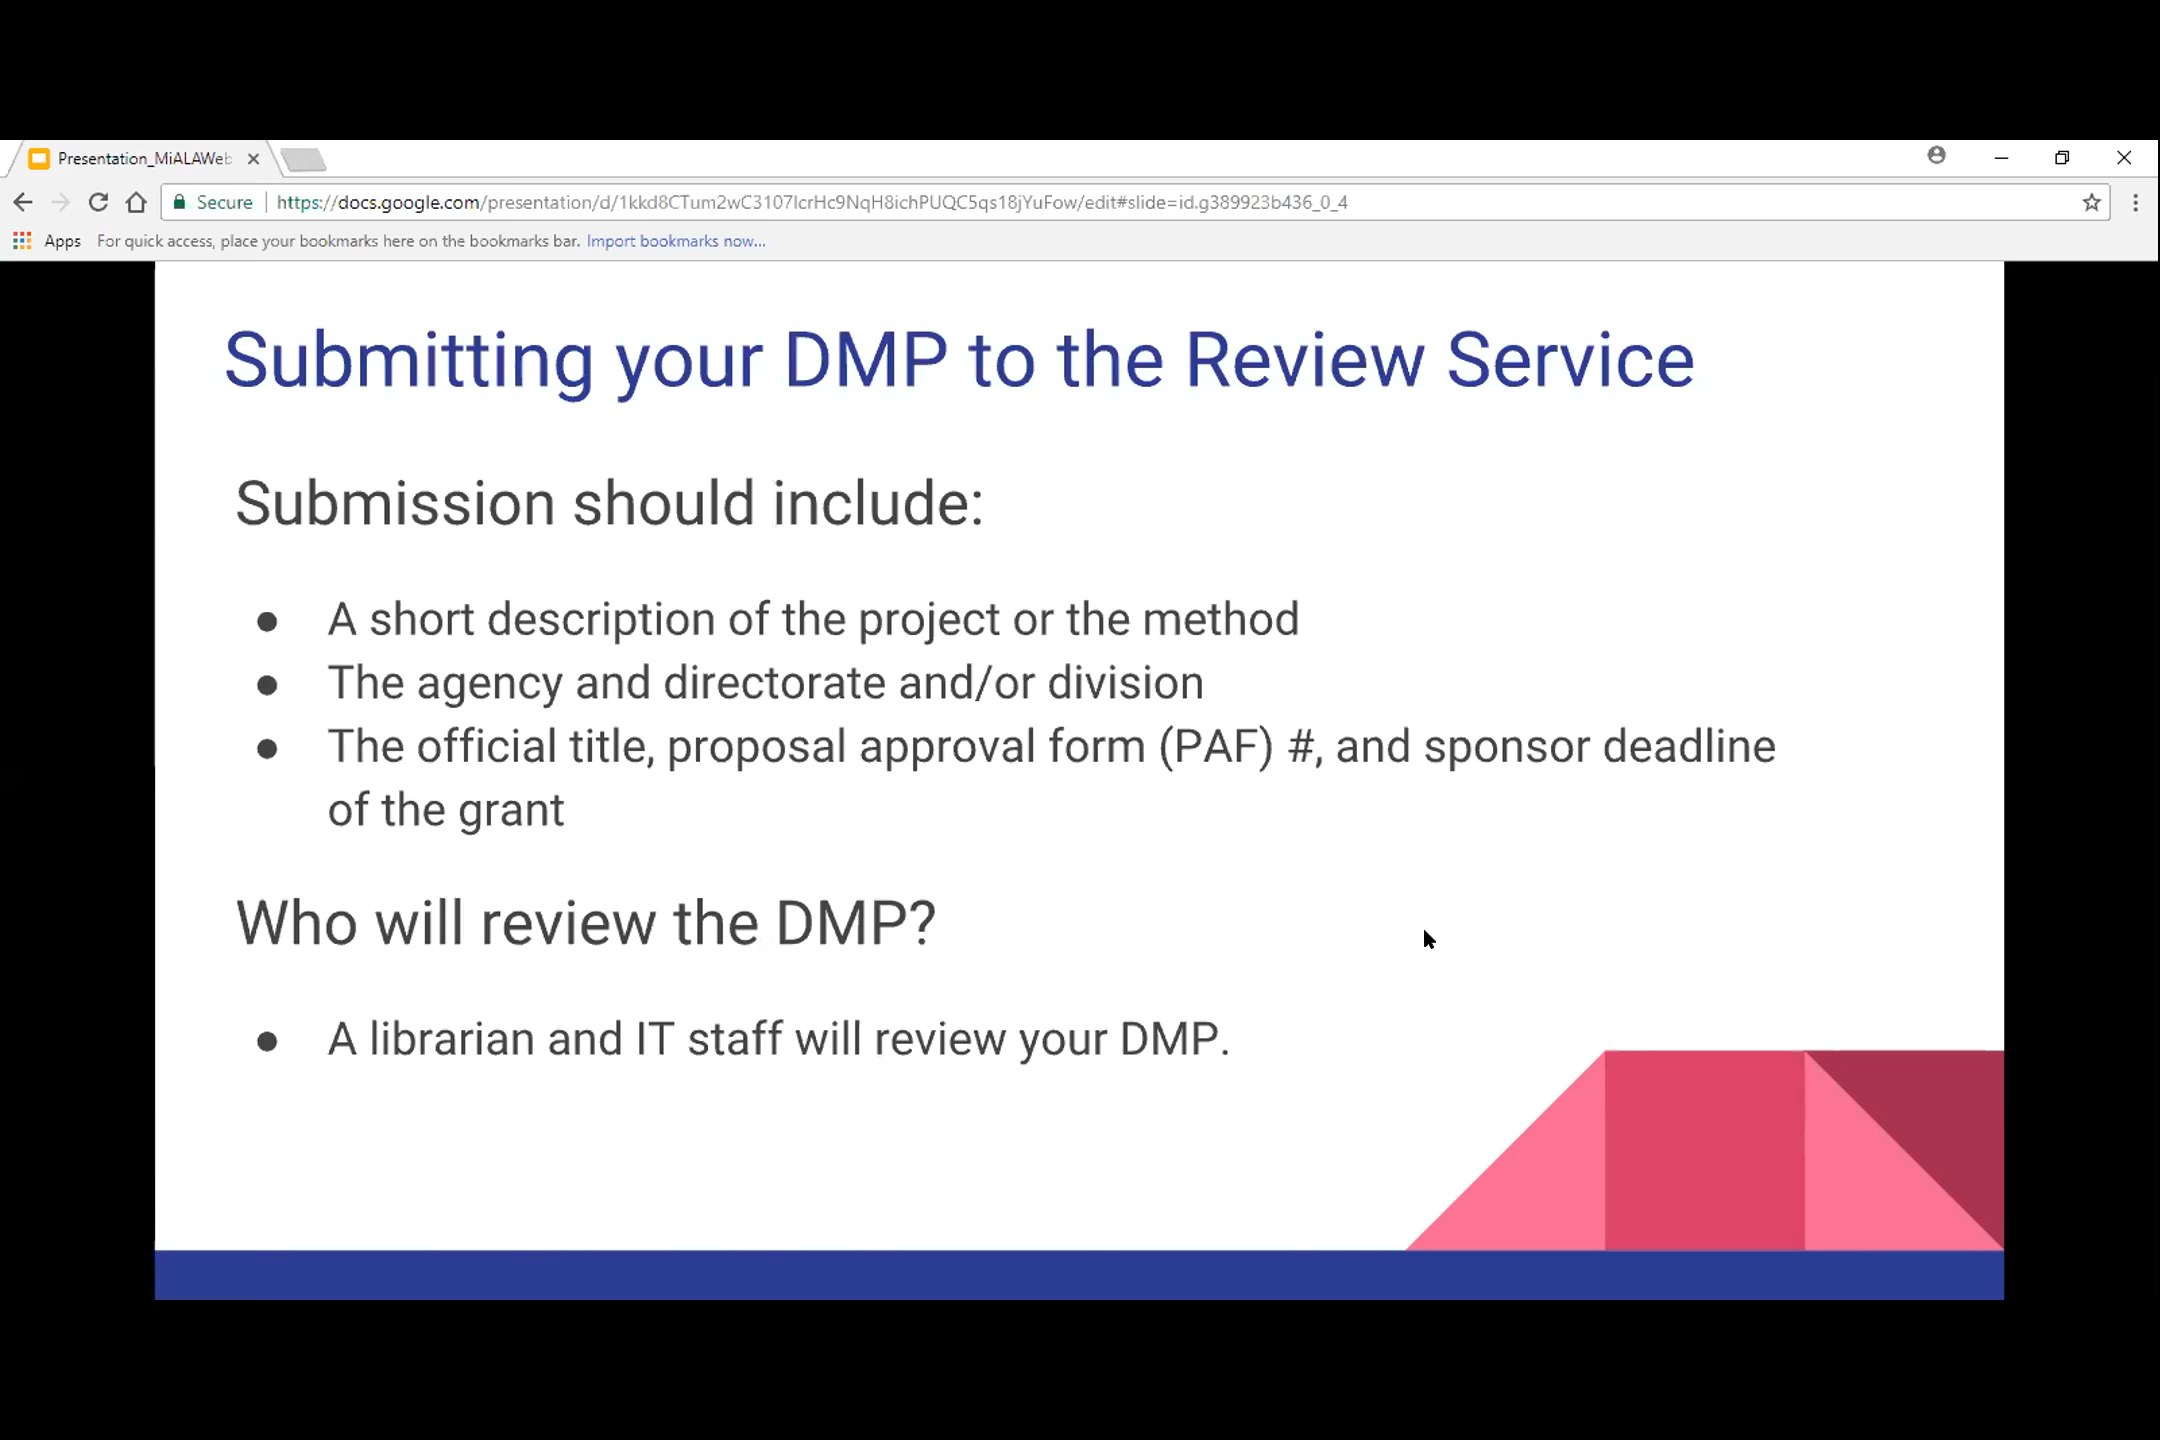 Presentation_MiALAWeb
Secure | https://docs.google.com/presentation/d/1kkd8CTum2wC3107lcrHc9NqH8ichPUQC5qs18jYuFow/edit#slide=id.g389923b436_0_4
Apps For quick access, place your bookmarks here on the bookmarks bar. Import bookmarks now...
Submitting your DMP to the Review Service
Submission should include:
● A short description of the project or the method
● The agency and directorate and/or division
● The official title, proposal approval form (PAF) #, and sponsor deadline
of the grant
Who will review the DMP?
● A librarian and IT staff will review your DMP.